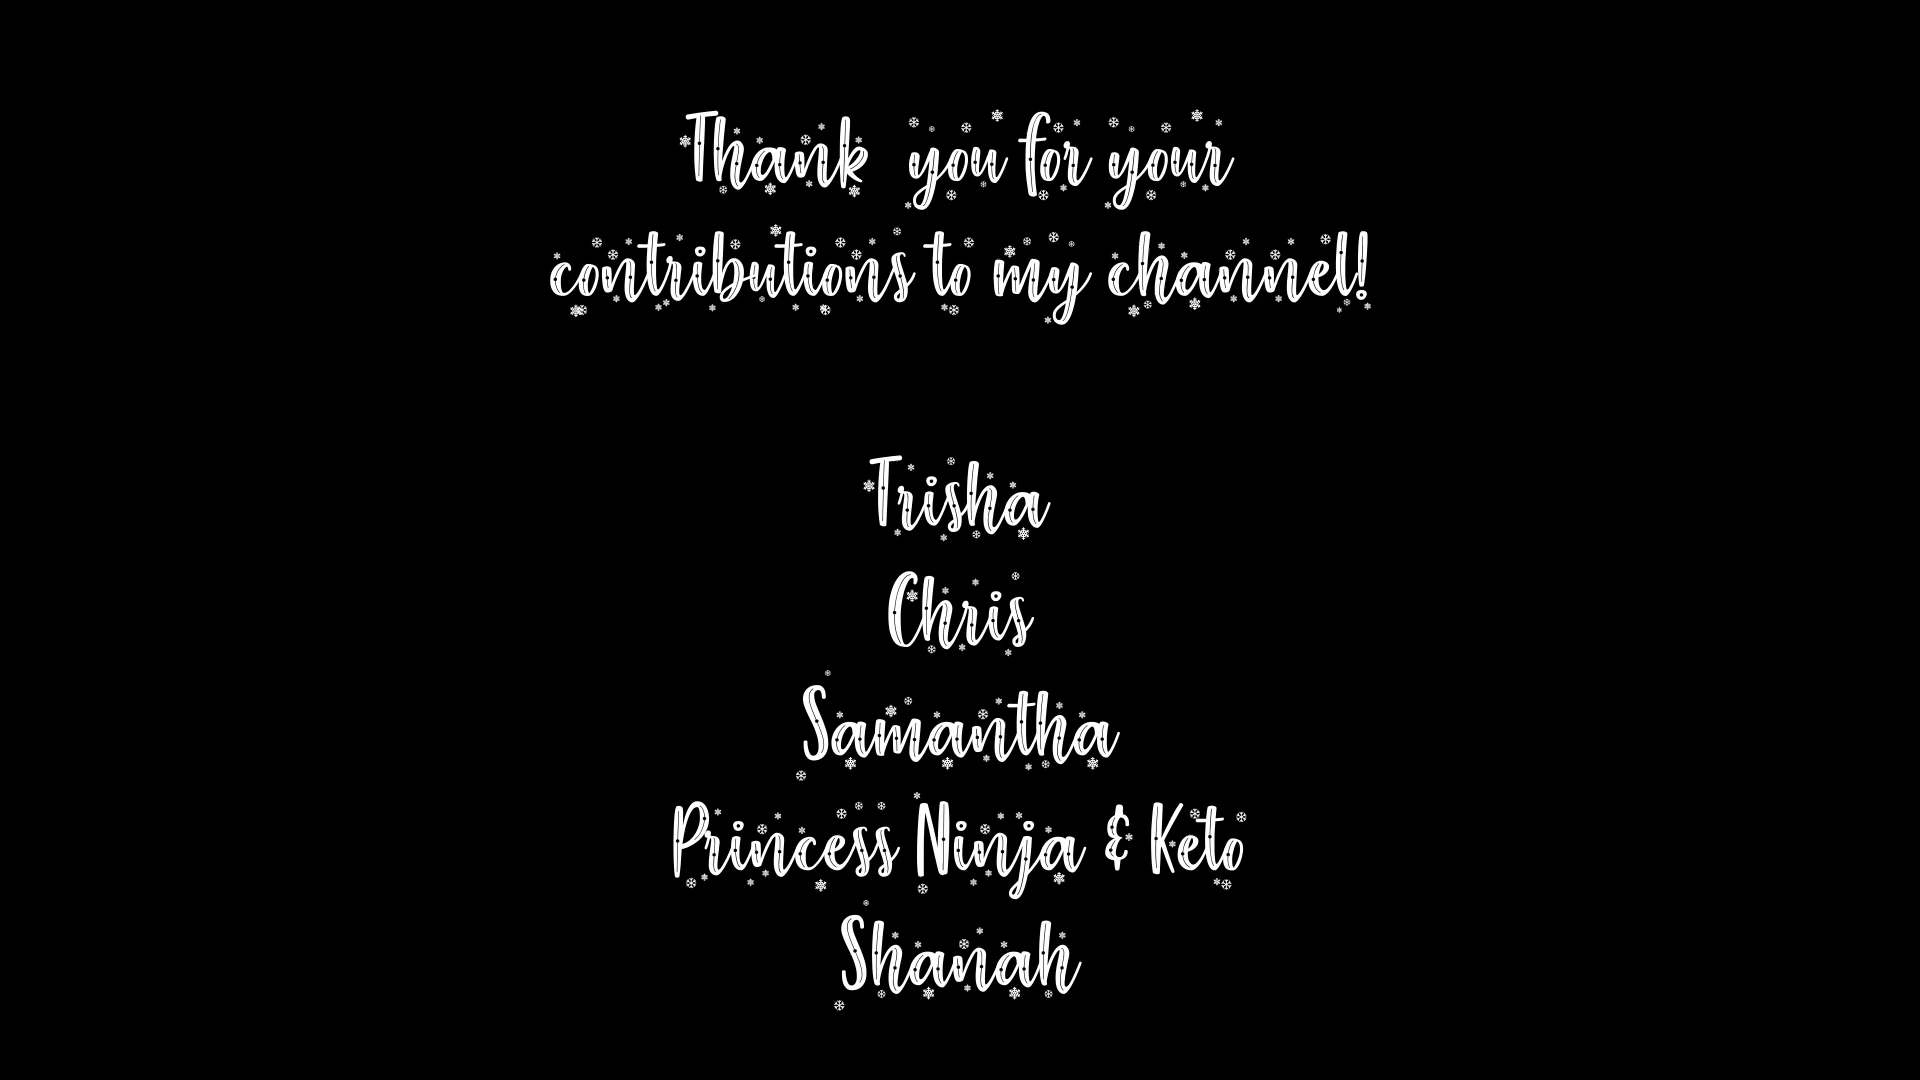 Thank you for your
contributions to my channel!
Trisha
Chris
Samantha
Princess Ninja & Keto
Shanah